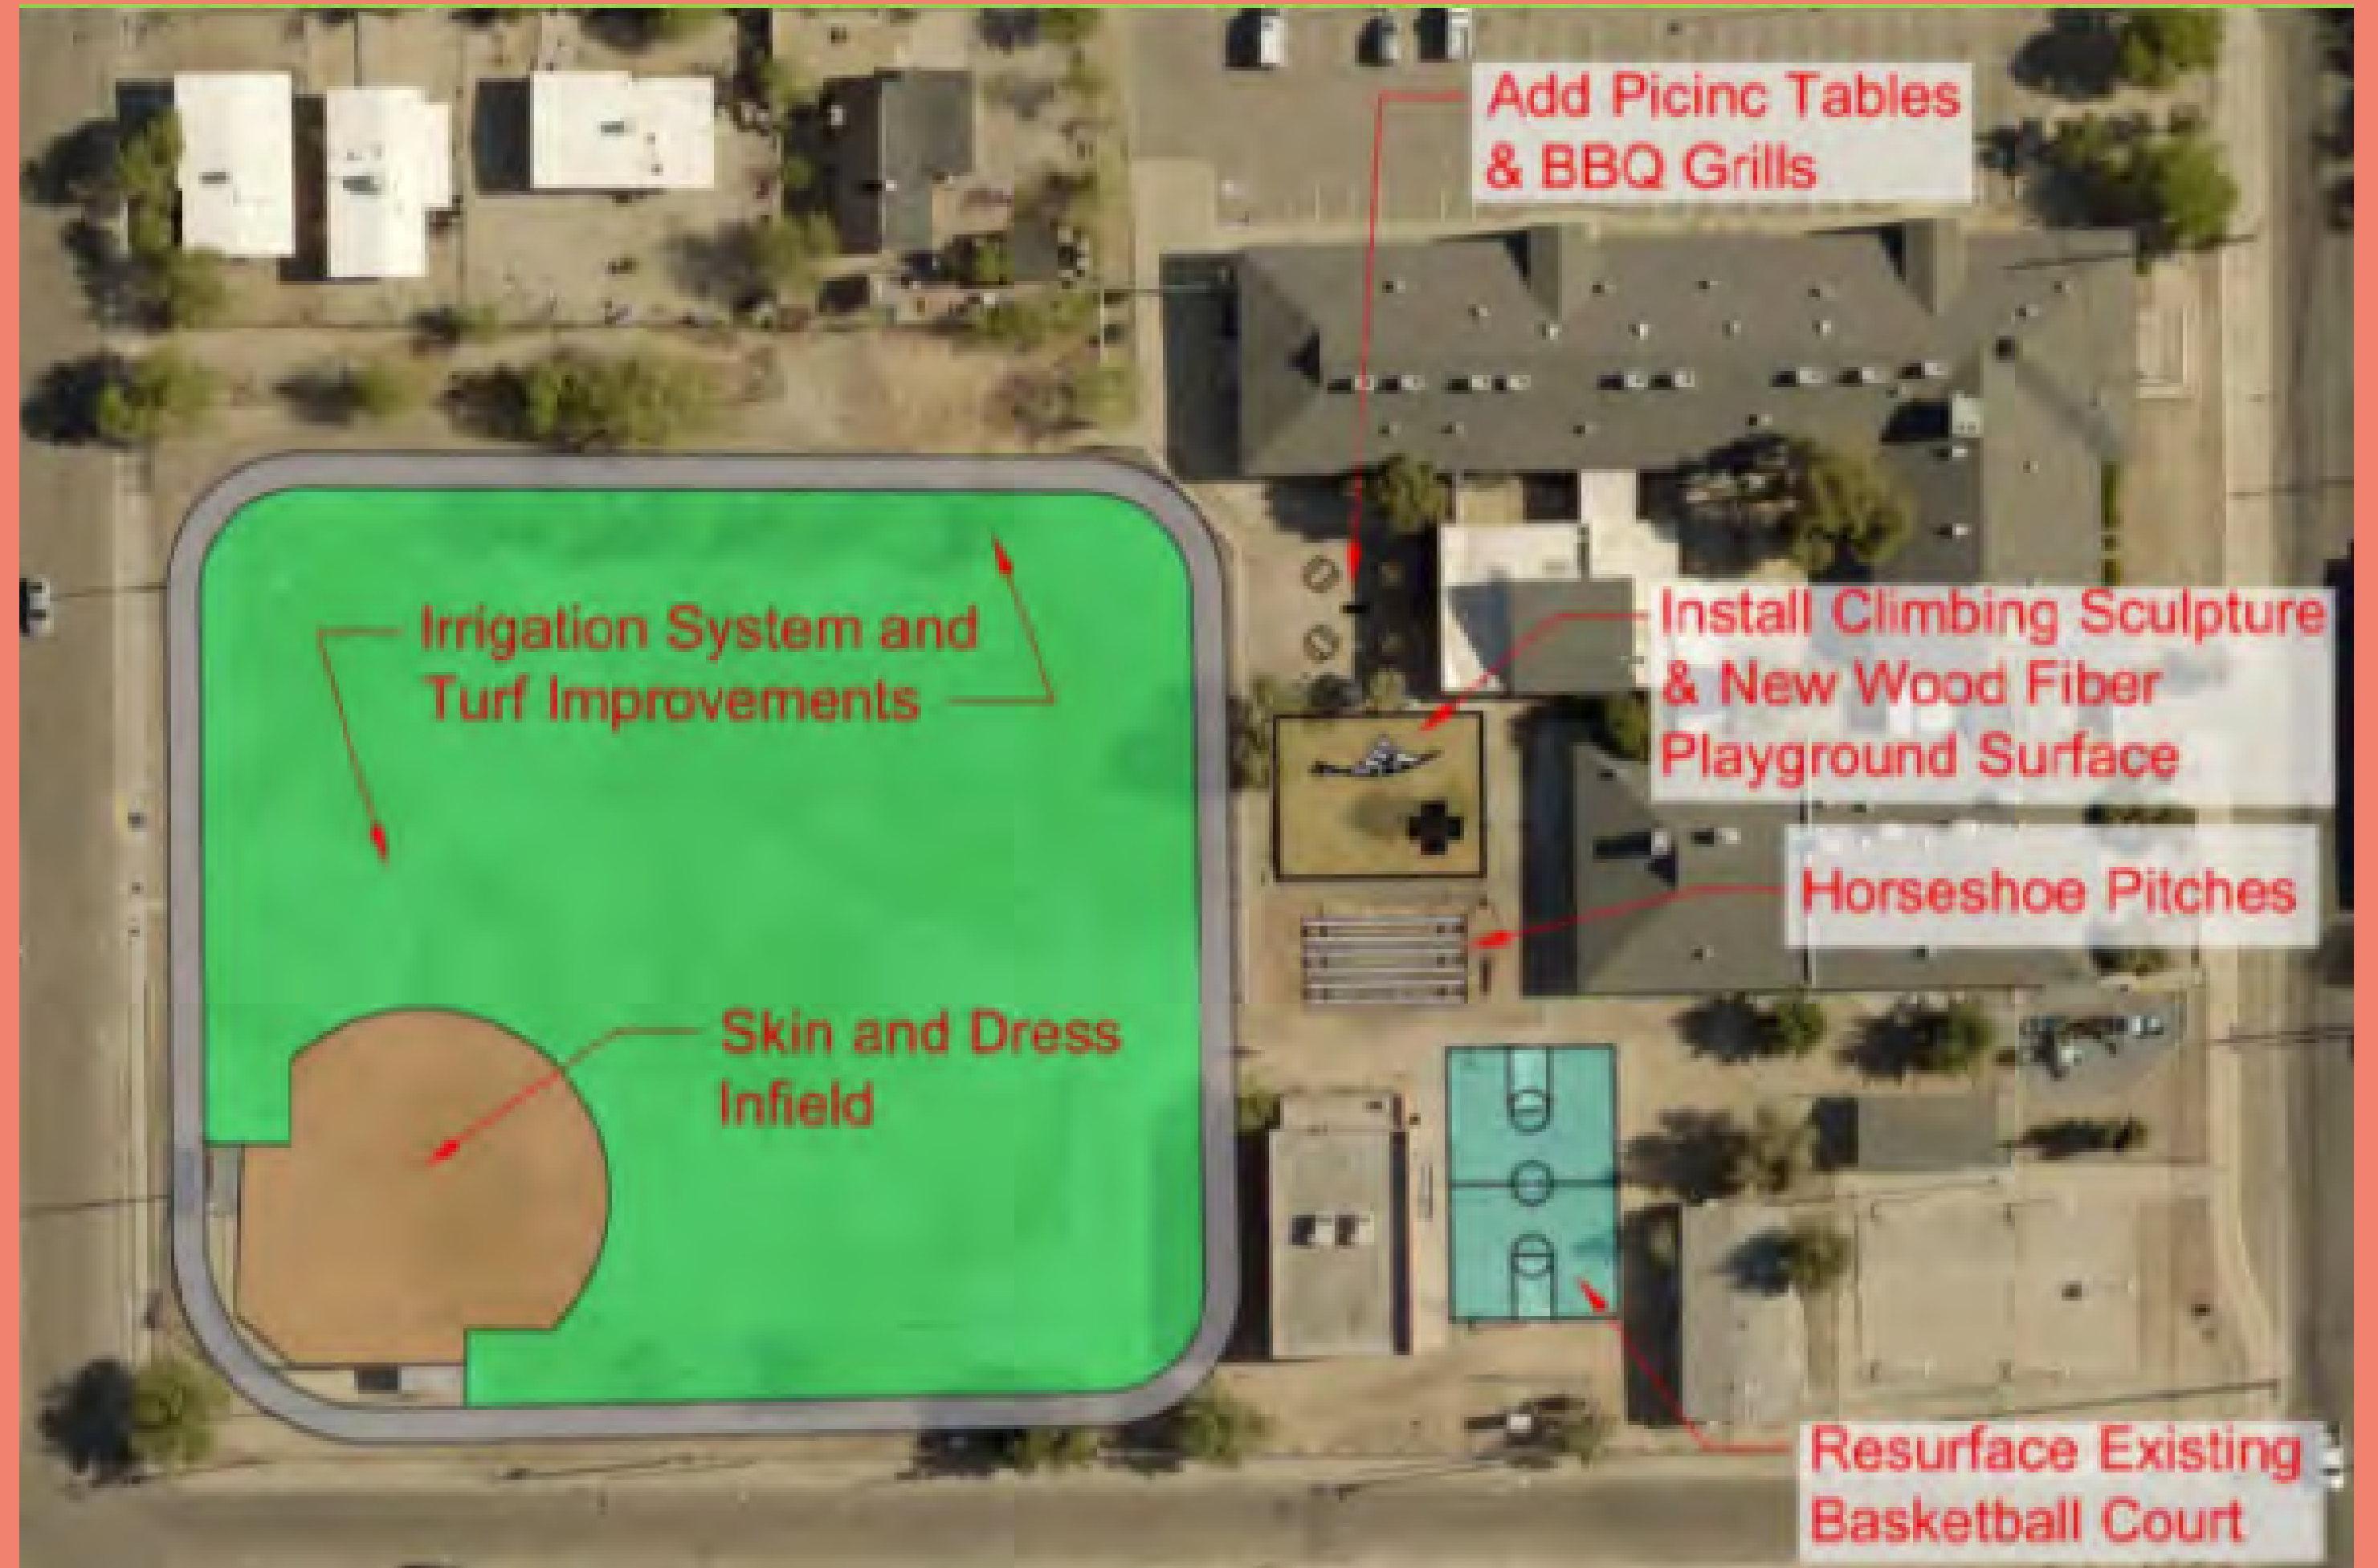 Add Picinc Tables
& BBQ Grills
Irrigation System and
Turf Improvements
Install Climbing Sculpture
& New Wood Fiber
Playground Surface
Horseshoe Pitches
Skin and Dress
Infield
Resurface Existing
Basketball Court